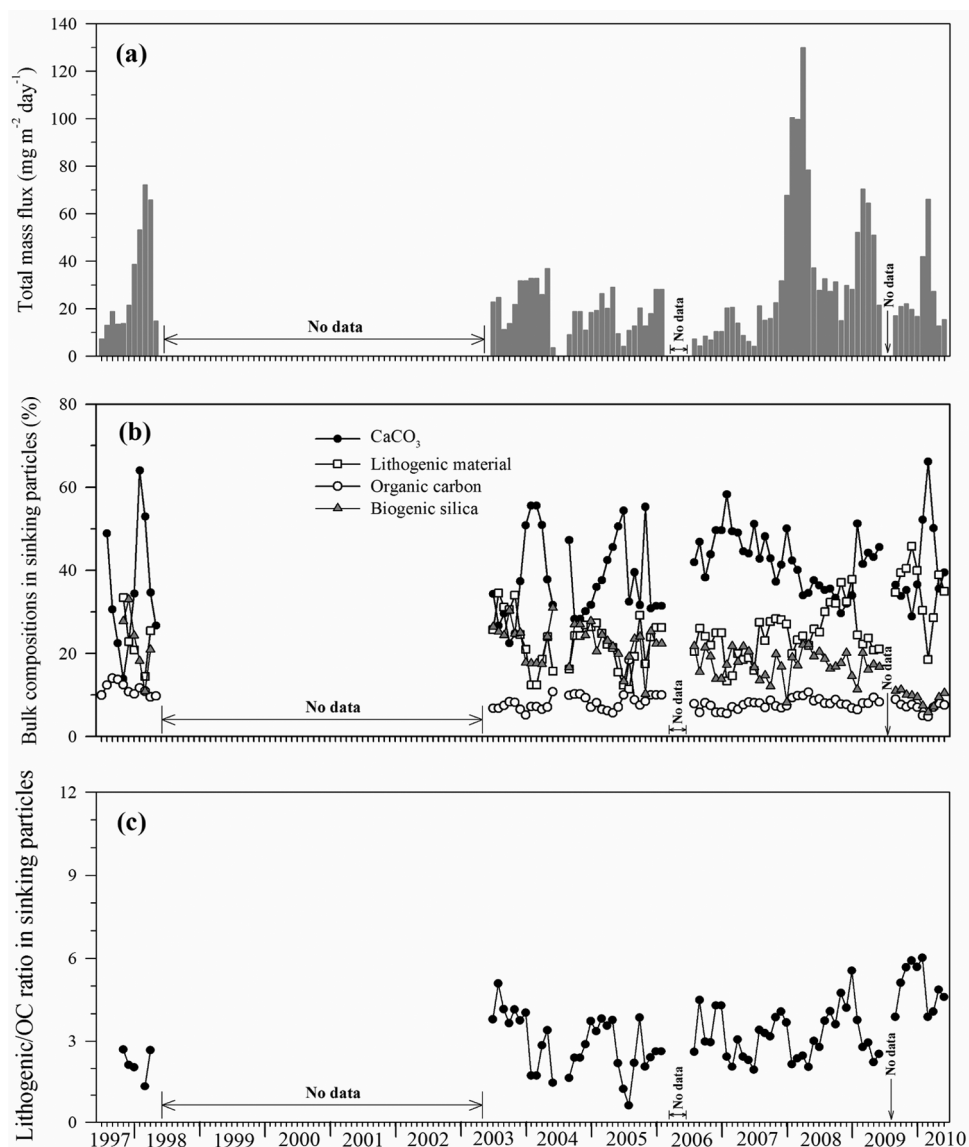 (a)
Total mass flux (mg m⁻² day⁻¹)
140
120
100
80
60
40
20
0
No data
No data
No data
(b)
Bulk compositions in sinking particles (%)
80
60
40
20
0
CaCO₃
Lithogenic material
Organic carbon
Biogenic silica
No data
No data
No data
(c)
Lithogenic/OC ratio in sinking particles
12
9
6
3
0
No data
No data
No data
1997 1998 1999 2000 2001 2002 2003 2004 2005 2006 2007 2008 2009 2010